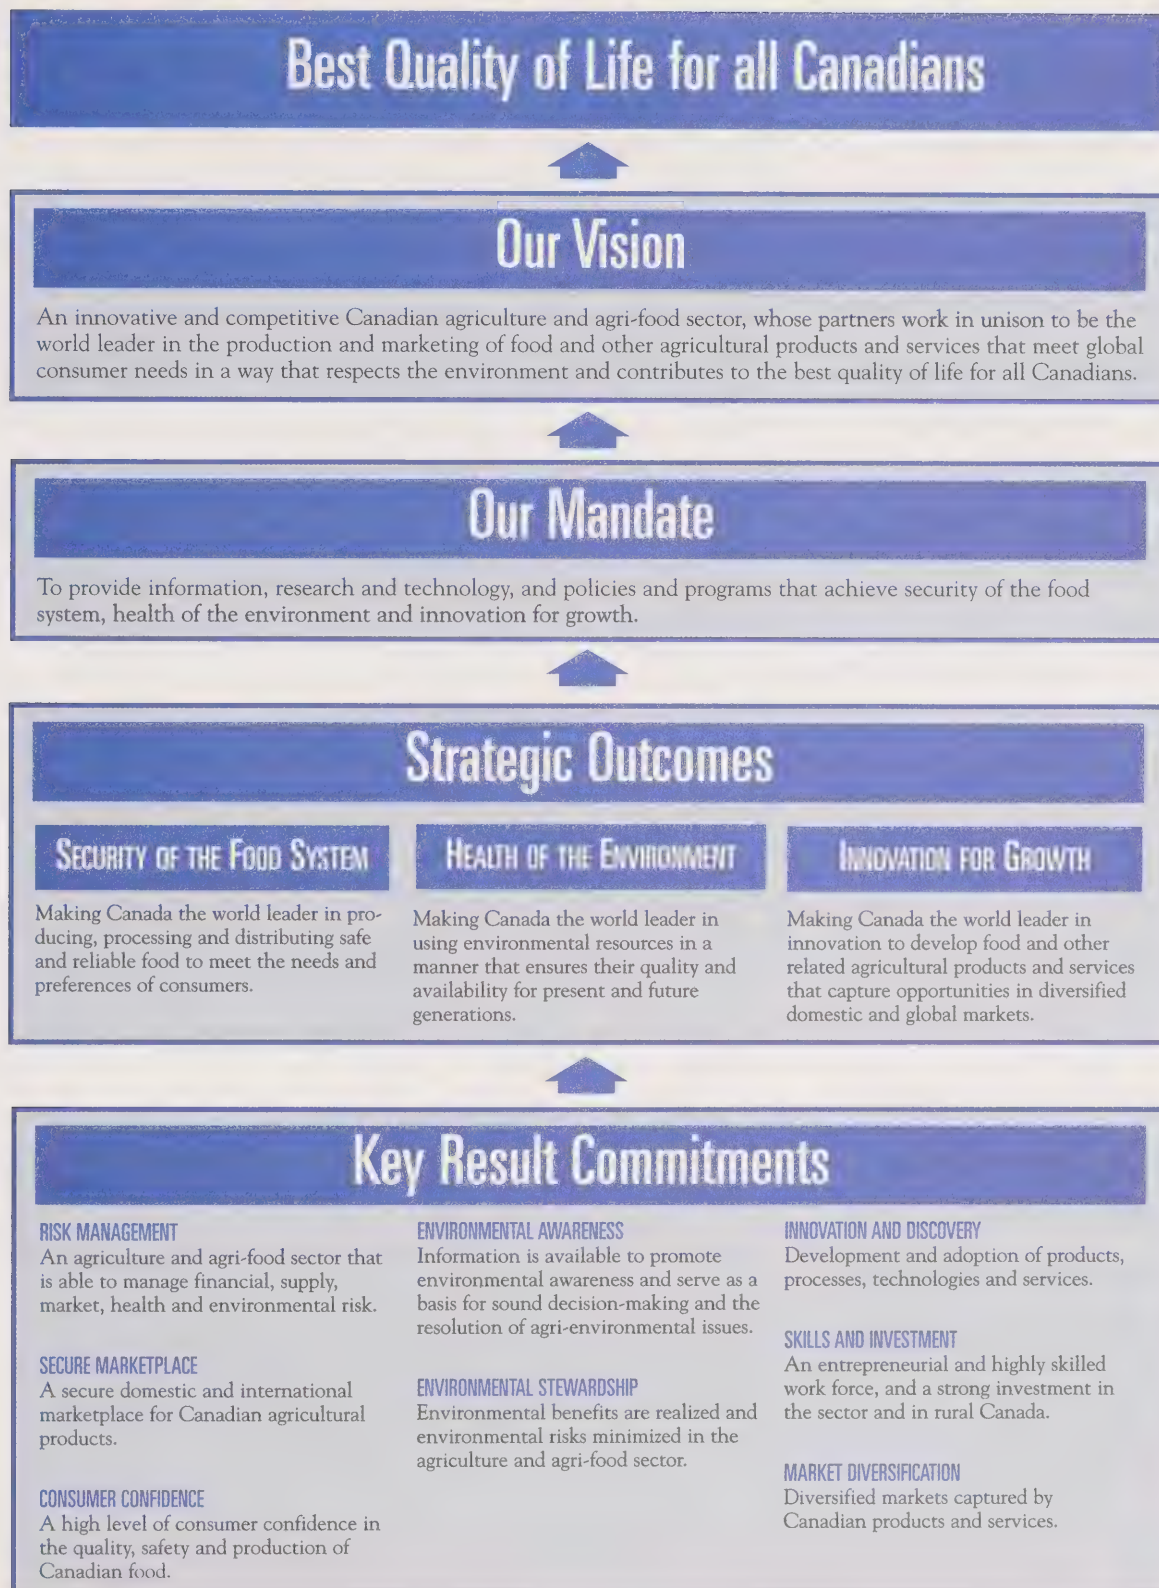 Best Quality of Life for all Canadians
Our Vision
An innovative and competitive Canadian agriculture and agri-food sector, whose partners work in unison to be the
world leader in the production and marketing of food and other agricultural products and services that meet global
consumer needs in a way that respects the environment and contributes to the best quality of life for all Canadians.
Our Mandate
To provide information, research and technology, and policies and programs that achieve security of the food
system, health of the environment and innovation for growth.
Strategic Outcomes
SECURITY OF THE FOOD SYSTEM
Making Canada the world leader in pro-
ducing, processing and distributing safe
and reliable food to meet the needs and
preferences of consumers.
HEALTH OF THE ENVIRONMENT
Making Canada the world leader in
using environmental resources in a
manner that ensures their quality and
availability for present and future
generations.
INNOVATION FOR GROWTH
Making Canada the world leader in
innovation to develop food and other
related agricultural products and services
that capture opportunities in diversified
domestic and global markets.
Key Result Commitments
RISK MANAGEMENT
An agriculture and agri-food sector that
is able to manage financial, supply,
market, health and environmental risk.
SECURE MARKETPLACE
A secure domestic and international
marketplace for Canadian agricultural
products.
CONSUMER CONFIDENCE
A high level of consumer confidence in
the quality, safety and production of
Canadian food.
ENVIRONMENTAL AWARENESS
Information is available to promote
environmental awareness and serve as a
basis for sound decision-making and the
resolution of agri-environmental issues.
ENVIRONMENTAL STEWARDSHIP
Environmental benefits are realized and
environmental risks minimized in the
agriculture and agri-food sector.
INNOVATION AND DISCOVERY
Development and adoption of products,
processes, technologies and services.
SKILLS AND INVESTMENT
An entrepreneurial and highly skilled
work force, and a strong investment in
the sector and in rural Canada.
MARKET DIVERSIFICATION
Diversified markets captured by
Canadian products and services.